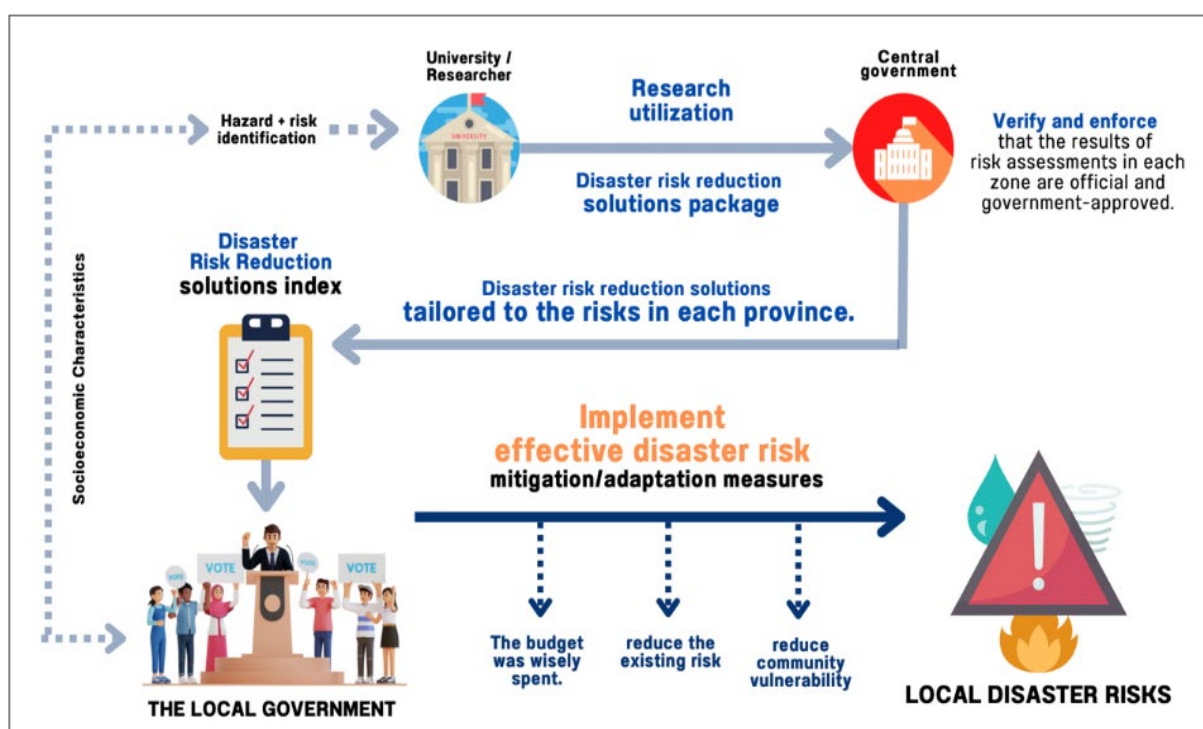 University /
Researcher
UNIVERSITY
Hazard + risk
identification
Research
utilization
Disaster risk reduction
solutions package
Central
government
Verify and enforce
that the results of
risk assessments in each
zone are official and
government-approved.
Disaster
Risk Reduction
solutions index
Disaster risk reduction solutions
tailored to the risks in each province.
Socioeconomic Characteristics
Implement
effective disaster risk
mitigation/adaptation measures
VOTE
VOTE
VOTE
VOTE
THE LOCAL GOVERNMENT
The budget
was wisely
spent.
reduce the
existing risk
reduce
community
vulnerability
!
LOCAL DISASTER RISKS